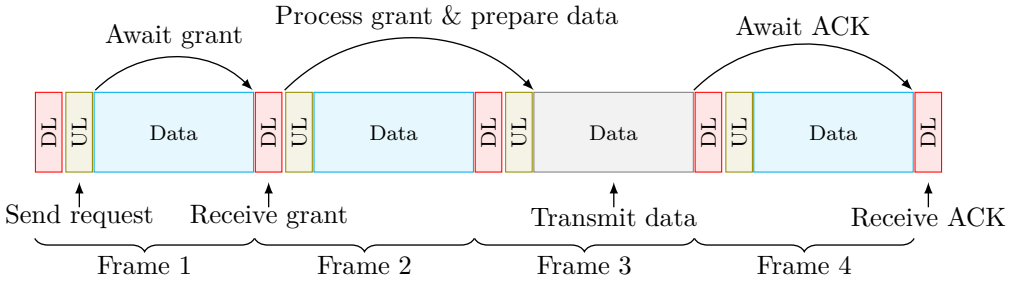 Await grant
Process grant & prepare data
Await ACK
DL
UL
Data
DL
UL
Data
DL
UL
Data
DL
UL
Data
DL
Send request
Receive grant
Transmit data
Receive ACK
Frame 1
Frame 2
Frame 3
Frame 4